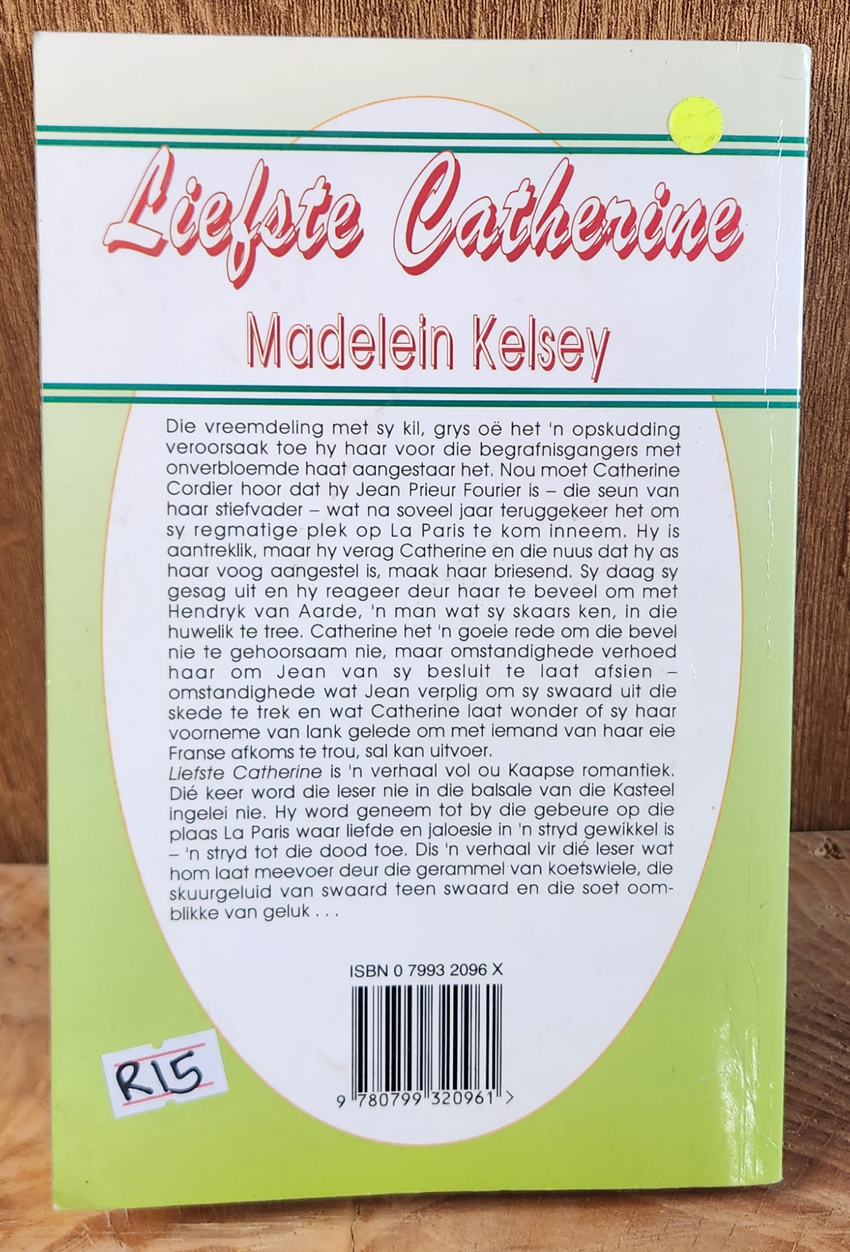 Liefste Catherine
Madelein Kelsey
Die vreemdeling met sy kil, grys oë het 'n opskudding
veroorsaak toe hy haar voor die begrafnisgangers met
onverbloemde haat aangestaar het. Nou moet Catherine
Cordier hoor dat hy Jean Prieur Fourier is – die seun van
haar stiefvader – wat na soveel jaar teruggekeer het om
sy regmatige plek op La Paris te kom inneem. Hy is
aantreklik, maar hy verag Catherine en die nuus dat hy as
haar voog aangestel is, maak haar briesend. Sy daag sy
gesag uit en hy reageer deur haar te beveel om met
Hendryk van Aarde, 'n man wat sy skaars ken, in die
huwelik te tree. Catherine het 'n goeie rede om die bevel
nie te gehoorsaam nie, maar omstandighede verhoed
haar om Jean van sy besluit te laat afsien –
omstandighede wat Jean verplig om sy swaard uit die
skede te trek en wat Catherine laat wonder of sy haar
voorneme van lank gelede om met iemand van haar eie
Franse afkoms te trou, sal kan uitvoer.
Liefste Catherine is 'n verhaal vol ou Kaapse romantiek.
Dié keer word die leser nie in die balsale van die Kasteel
ingelei nie. Hy word geneem tot by die gebeure op die
plaas La Paris waar liefde en jaloesie in 'n stryd gewikkel is
– 'n stryd tot die dood toe. Dis 'n verhaal vir dié leser wat
hom laat meevoer deur die gerammel van koetswiele, die
skuurgeluid van swaard teen swaard en die soet oom-
blikke van geluk . . .
ISBN 0 7993 2096 X
9 780799 320961 >
R15